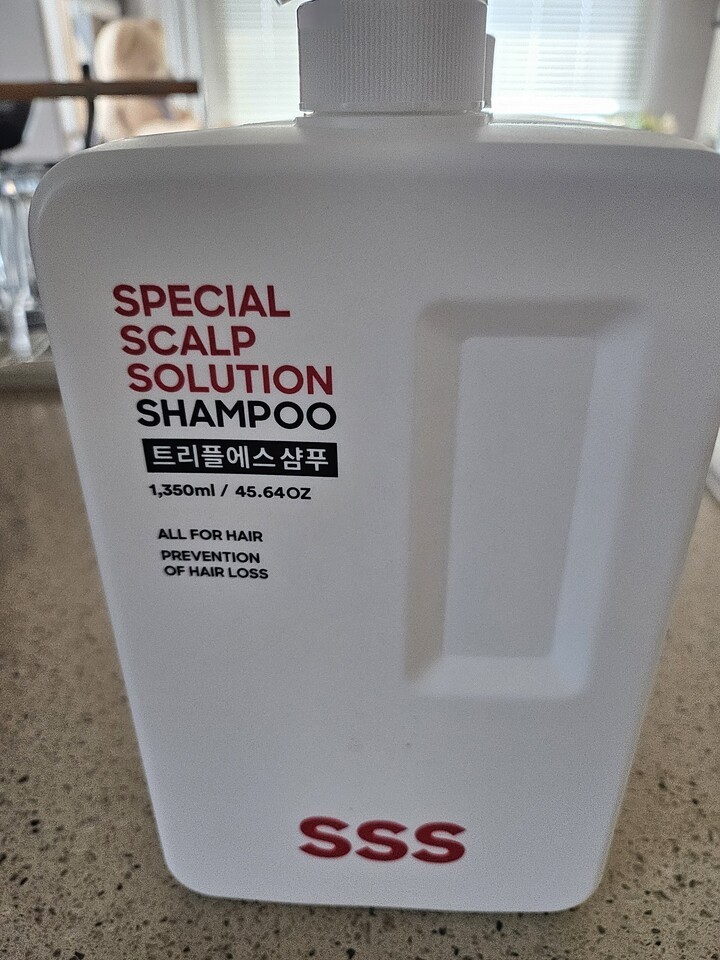 SPECIAL
SCALP
SOLUTION
SHAMPOO
트리플에스 샴푸
1,350ml / 45.64OZ
ALL FOR HAIR
PREVENTION
OF HAIR LOSS
SSS